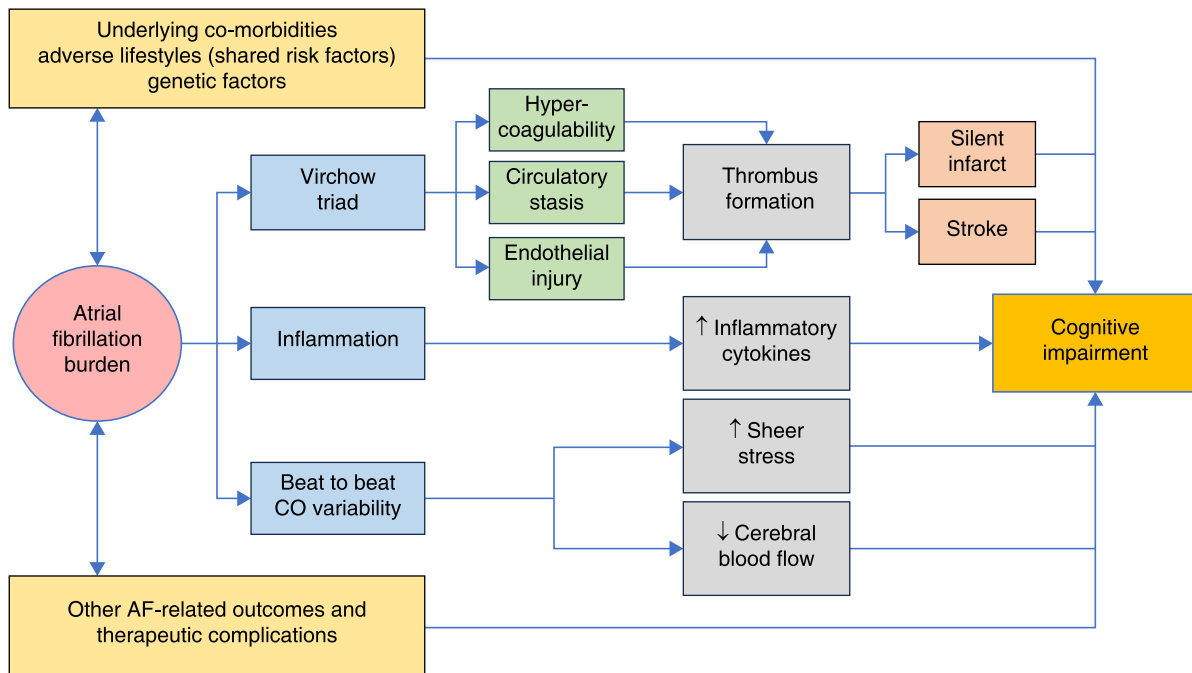 Underlying co-morbidities
adverse lifestyles (shared risk factors)
genetic factors
Hyper-
coagulability
Virchow
triad
Circulatory
stasis
Endothelial
injury
Thrombus
formation
Silent
infarct
Stroke
Atrial
fibrillation
burden
Inflammation
↑ Inflammatory
cytokines
Cognitive
impairment
Beat to beat
CO variability
↑ Sheer
stress
↓ Cerebral
blood flow
Other AF-related outcomes and
therapeutic complications